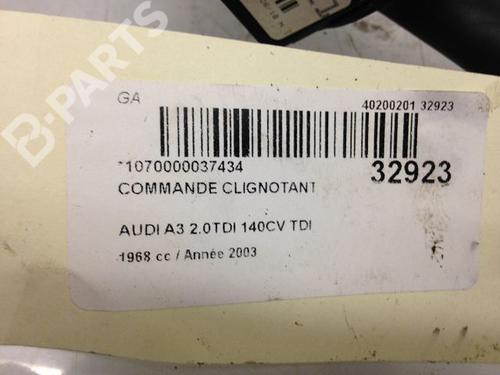 B-PARTS
GA
40200201 32923
*1070000037434
32923
COMMANDE CLIGNOTANT
AUDI A3 2.0TDI 140CV TDI
1968 cc / Année 2003